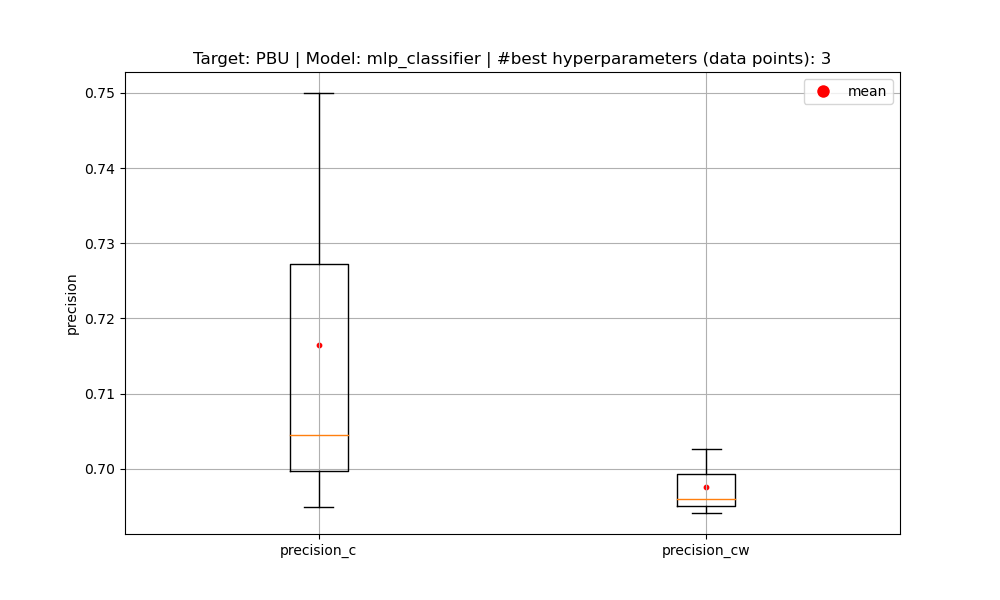 Target: PBU | Model: mlp_classifier | #best hyperparameters (data points): 3
mean
0.75
0.74
0.73
0.72
0.71
0.70
precision
precision_c
precision_cw